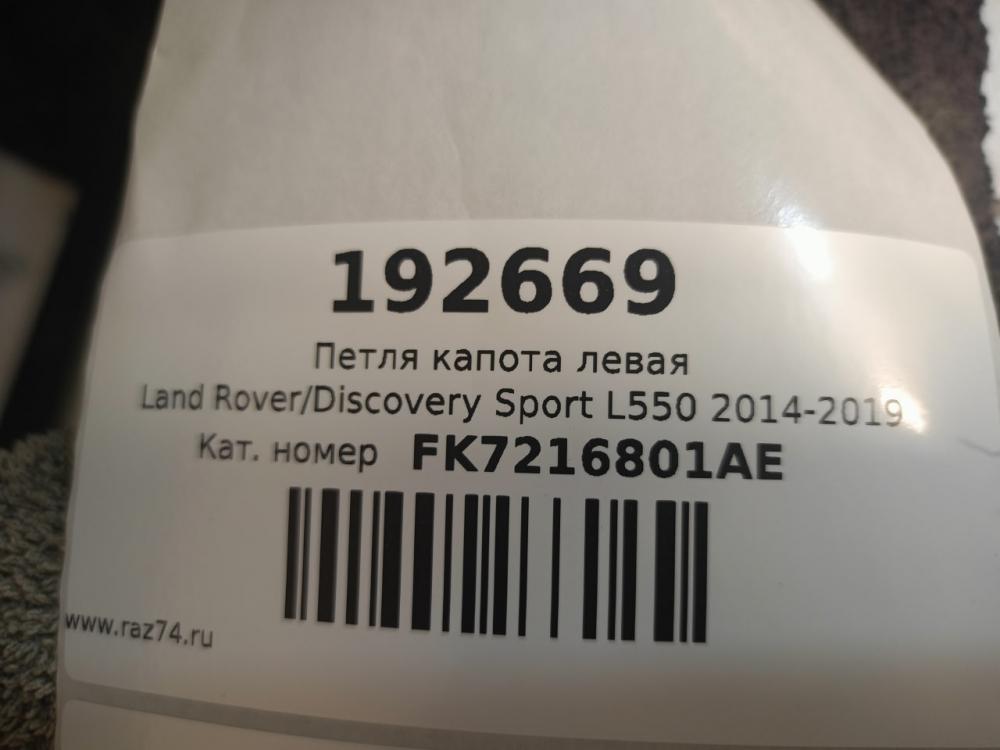 192669
Петля капота левая
Land Rover/Discovery Sport L550 2014-2019
Кат. номер FK7216801AE
www.raz74.ru